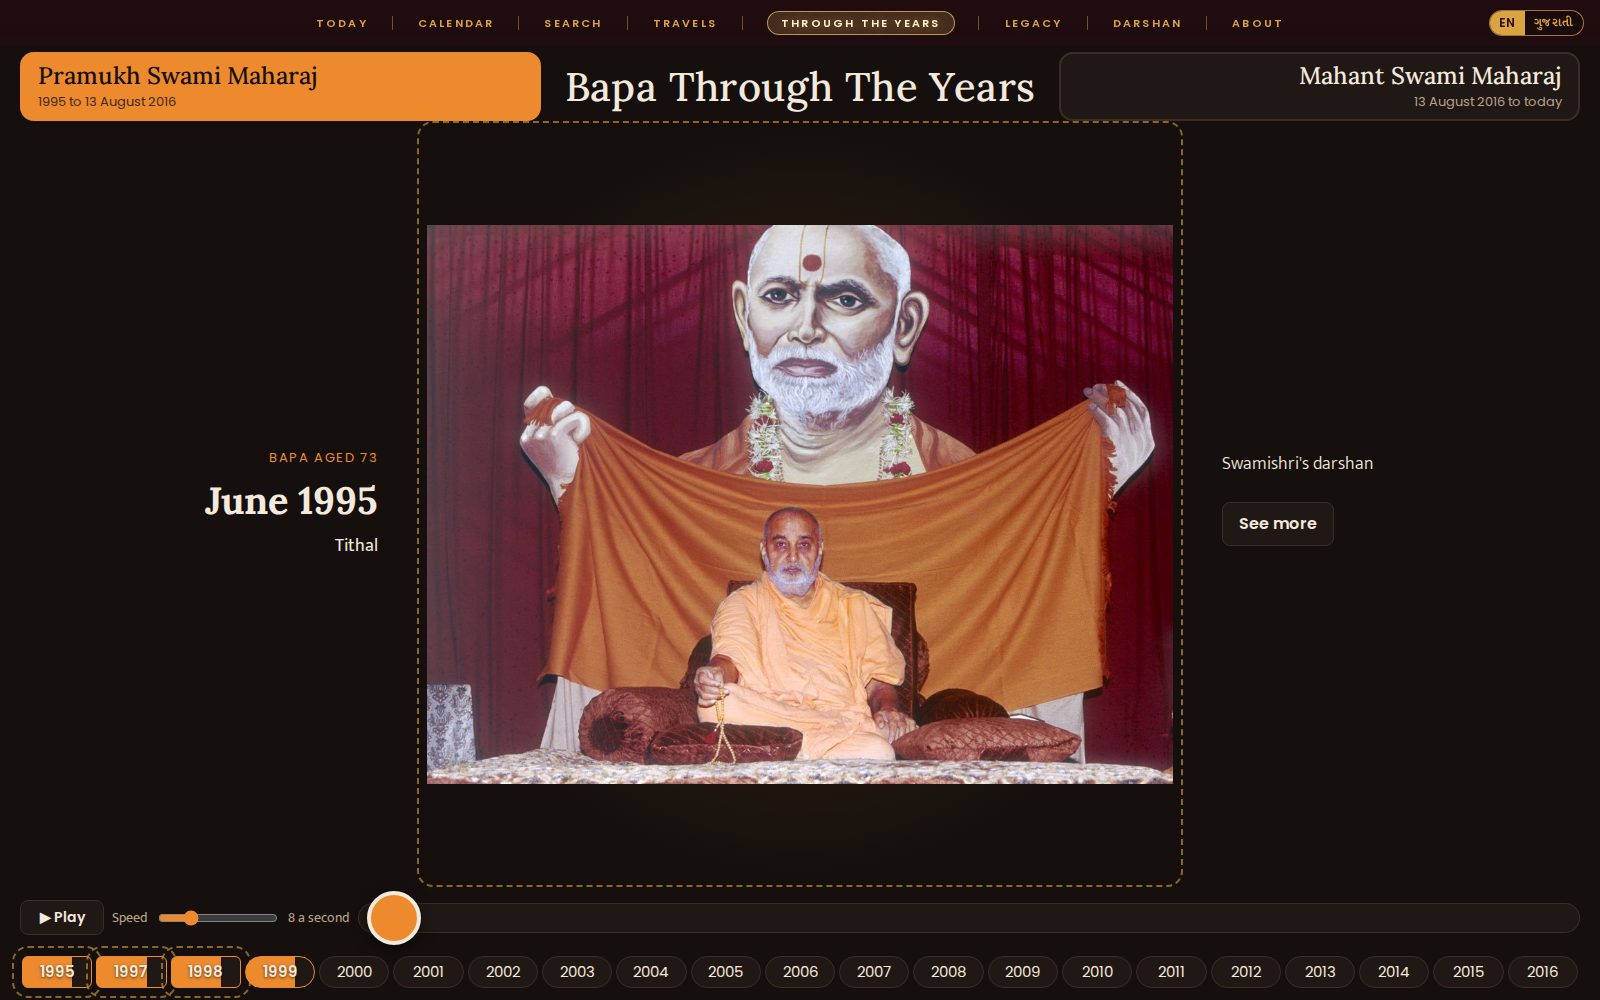 TODAY
CALENDAR
SEARCH
TRAVELS
THROUGH THE YEARS
LEGACY
DARSHAN
ABOUT
EN
ગુજરાતી
Pramukh Swami Maharaj
1995 to 13 August 2016
Bapa Through The Years
Mahant Swami Maharaj
13 August 2016 to today
BAPA AGED 73
June 1995
Tithal
Swamishri's darshan
See more
▶ Play
Speed
8 a second
1995
1997
1998
1999
2000
2001
2002
2003
2004
2005
2006
2007
2008
2009
2010
2011
2012
2013
2014
2015
2016